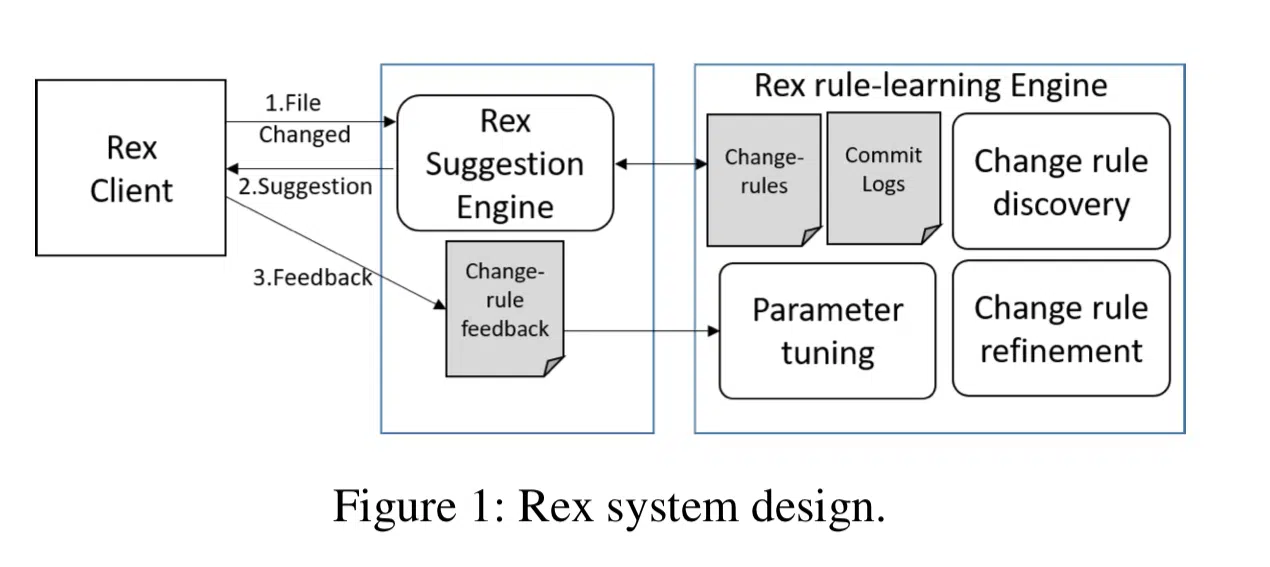 Rex
Client
1.File
Changed
2.Suggestion
3.Feedback
Rex
Suggestion
Engine
Change-
rule
feedback
Rex rule-learning Engine
Change-
rules
Commit
Logs
Change rule
discovery
Parameter
tuning
Change rule
refinement
Figure 1: Rex system design.